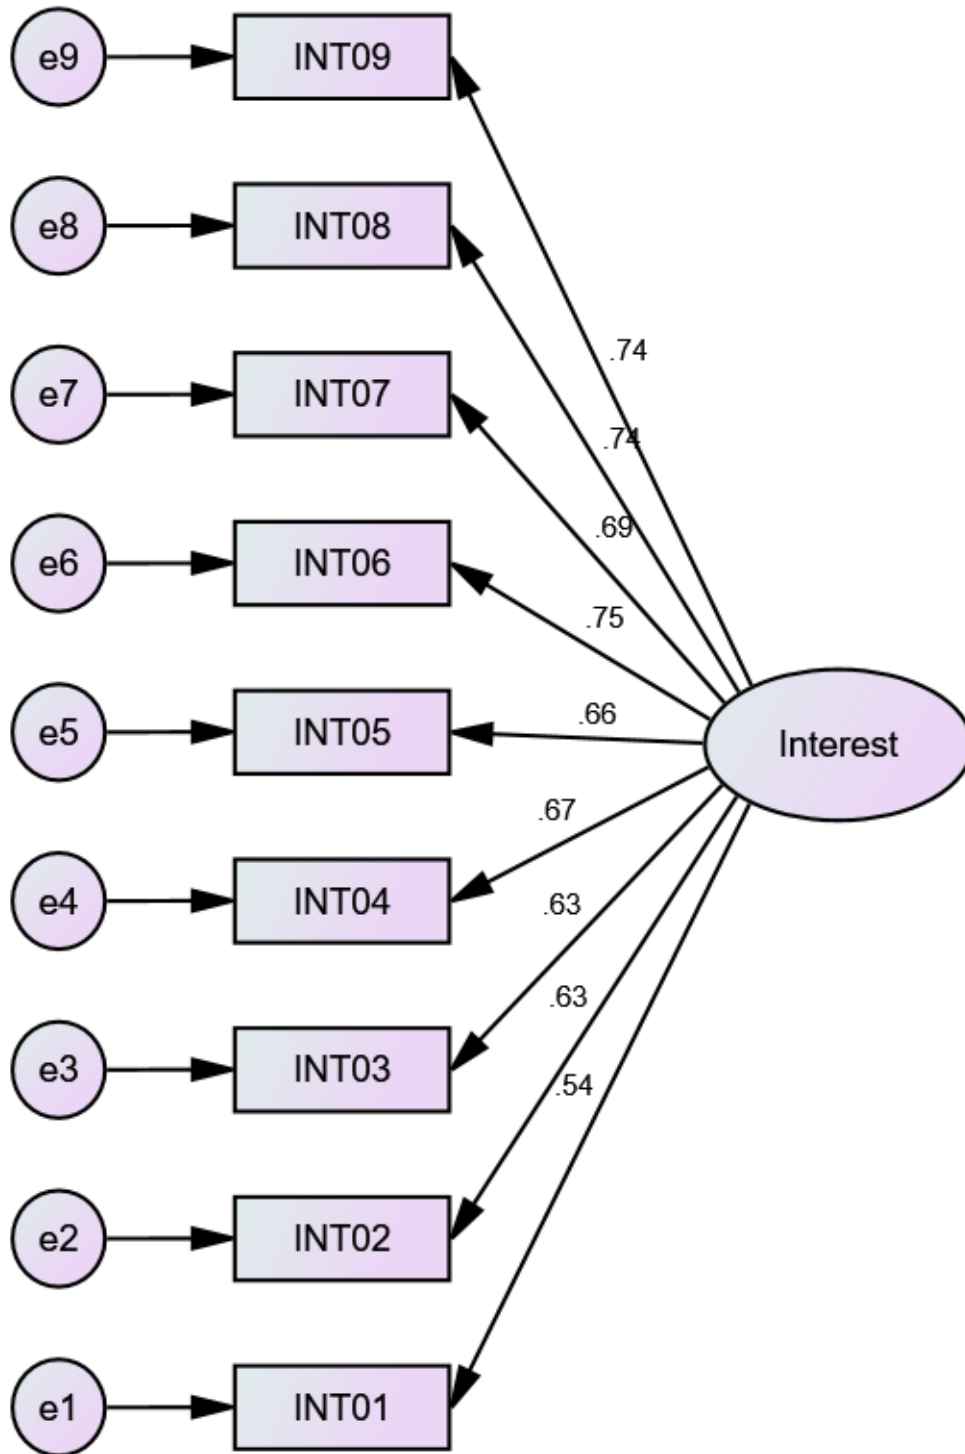 e9
INT09
e8
INT08
e7
INT07
e6
INT06
e5
INT05
e4
INT04
e3
INT03
e2
INT02
e1
INT01
.74
.74
.69
.75
.66
.67
.63
.63
.54
Interest